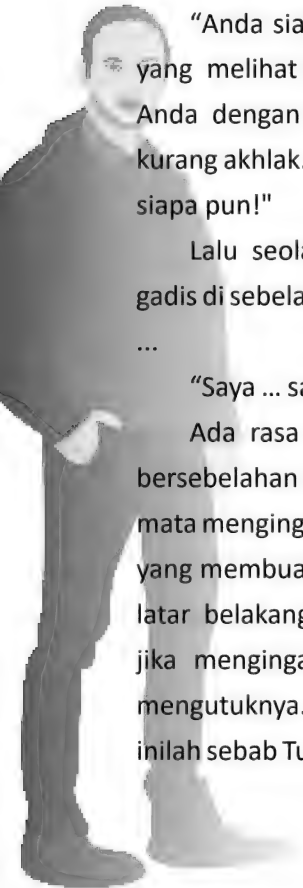 “Anda sia
yang melihat
Anda dengan
kurang akhlak.
siapa pun!"
Lalu seola
gadis di sebela
...
“Saya ... sa
Ada rasa
bersebelahan
mata menging
yang membua
latar belakang
jika menginga
mengutuknya.
inilah sebab Tu